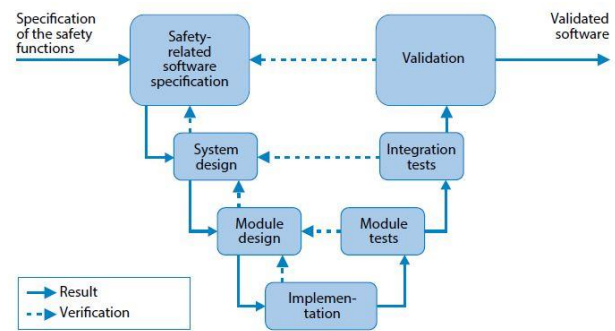 Specification
of the safety
functions
Safety-
related
software
specification
Validation
Validated
software
System
design
Integration
tests
Module
design
Module
tests
Implemen-
tation
Result
Verification